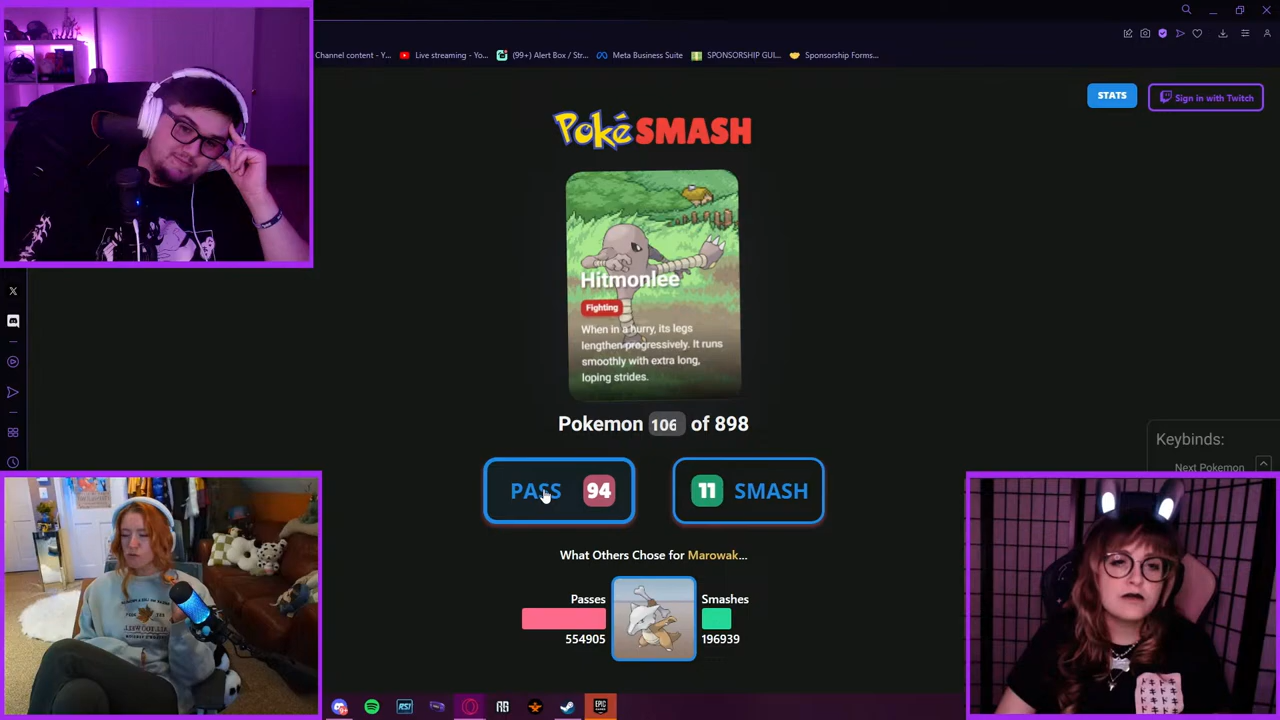 Channel content - Y...
Live streaming - Yo...
(99+) Alert Box / Str...
Meta Business Suite
SPONSORSHIP GUI...
Sponsorship Forms...
STATS
Sign in with Twitch
PokéSMASH
Hitmonlee
Fighting
When in a hurry, its legs
lengthen progressively. It runs
smoothly with extra long,
loping strides.
Pokemon 106 of 898
PASS 94
11 SMASH
Keybinds:
Next Pokemon
What Others Chose for Marowak...
Passes
554905
Smashes
196939